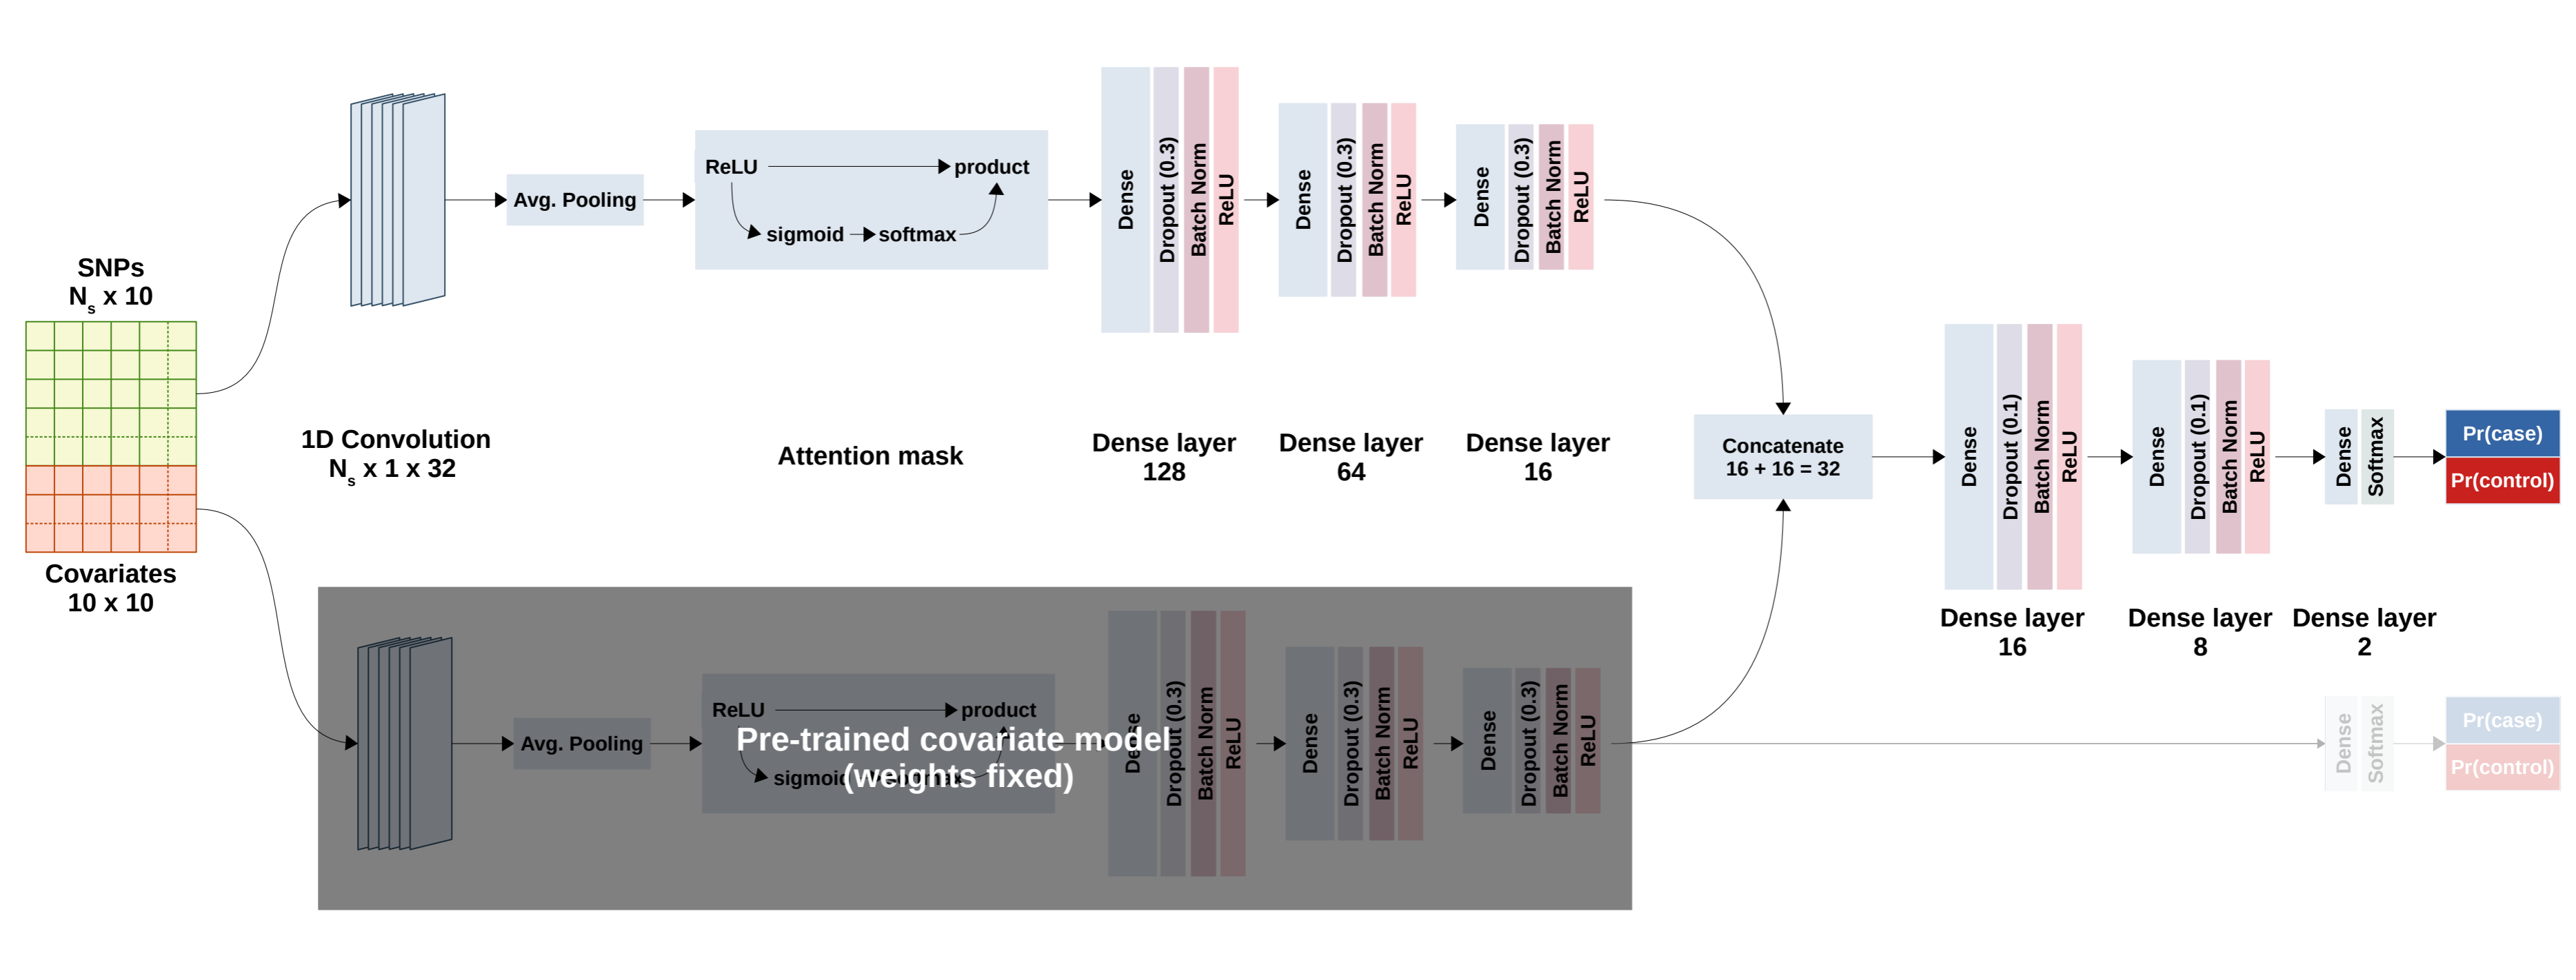 SNPs
Ns x 10
Covariates
10 x 10
1D Convolution
Ns x 1 x 32
Avg. Pooling
ReLU
product
sigmoid
softmax
Attention mask
Dense
Dropout (0.3)
Batch Norm
ReLU
Dense layer
128
Dense
Dropout (0.3)
Batch Norm
ReLU
Dense layer
64
Dense
Dropout (0.3)
Batch Norm
ReLU
Dense layer
16
Avg. Pooling
ReLU
product
sigmoid
Pre-trained covariate model
(weights fixed)
Dense
Dropout (0.3)
Batch Norm
ReLU
Dense
Dropout (0.3)
Batch Norm
ReLU
Dense
Dropout (0.3)
Batch Norm
ReLU
Concatenate
16 + 16 = 32
Dense
Dropout (0.1)
Batch Norm
ReLU
Dense layer
16
Dense
Dropout (0.1)
Batch Norm
ReLU
Dense layer
8
Dense
Softmax
Dense layer
2
Pr(case)
Pr(control)
Dense
Softmax
Pr(case)
Pr(control)